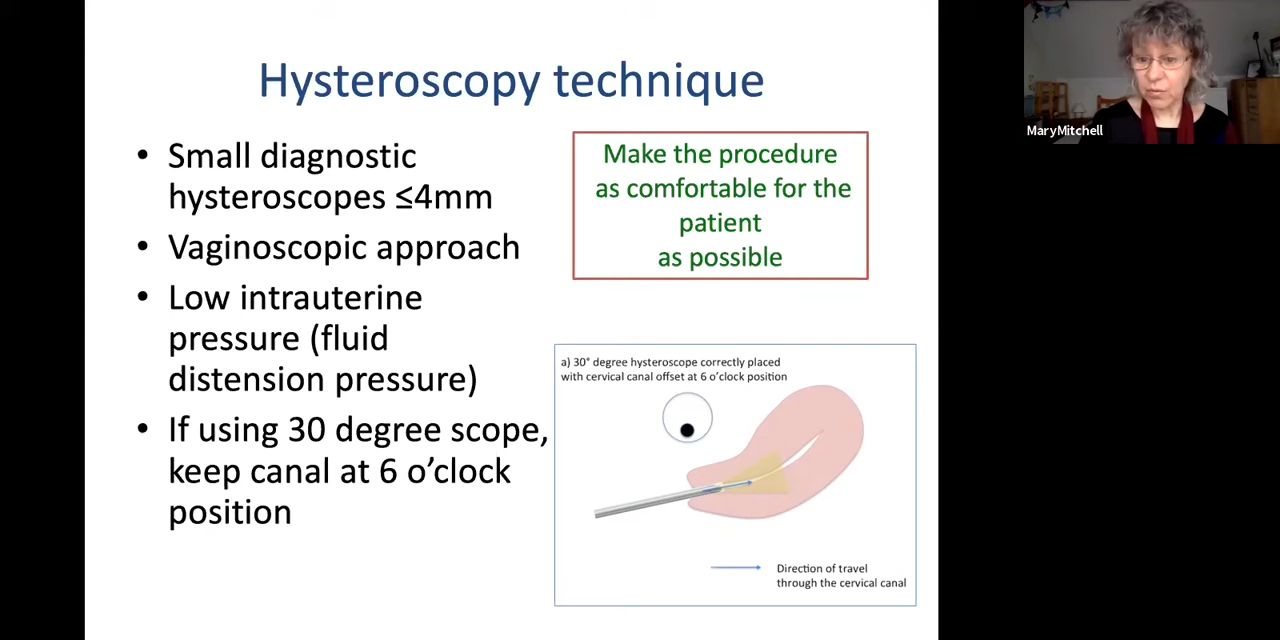 Hysteroscopy technique
• Small diagnostic
hysteroscopes ≤4mm
• Vaginoscopic approach
• Low intrauterine
pressure (fluid
distension pressure)
• If using 30 degree scope,
keep canal at 6 o’clock
position
Make the procedure
as comfortable for the
patient
as possible
a) 30° degree hysteroscope correctly placed
with cervical canal offset at 6 o’clock position
Direction of travel
through the cervical canal
MaryMitchell